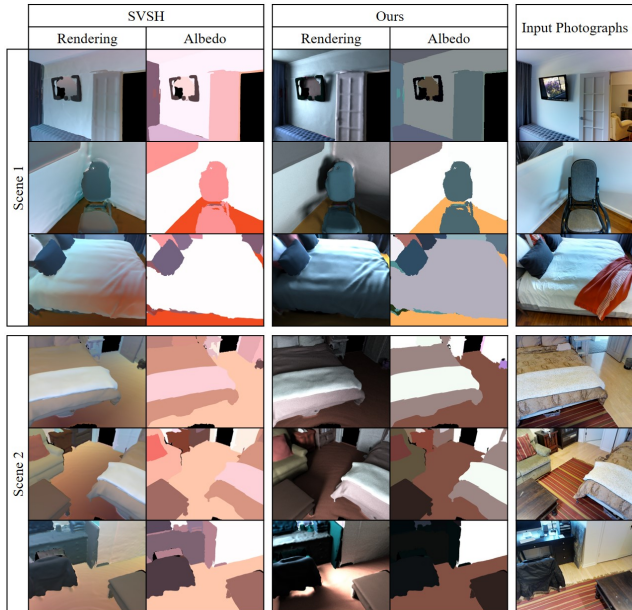 SVSH
Ours
Input Photographs
Rendering
Albedo
Rendering
Albedo
Scene 1
Scene 2